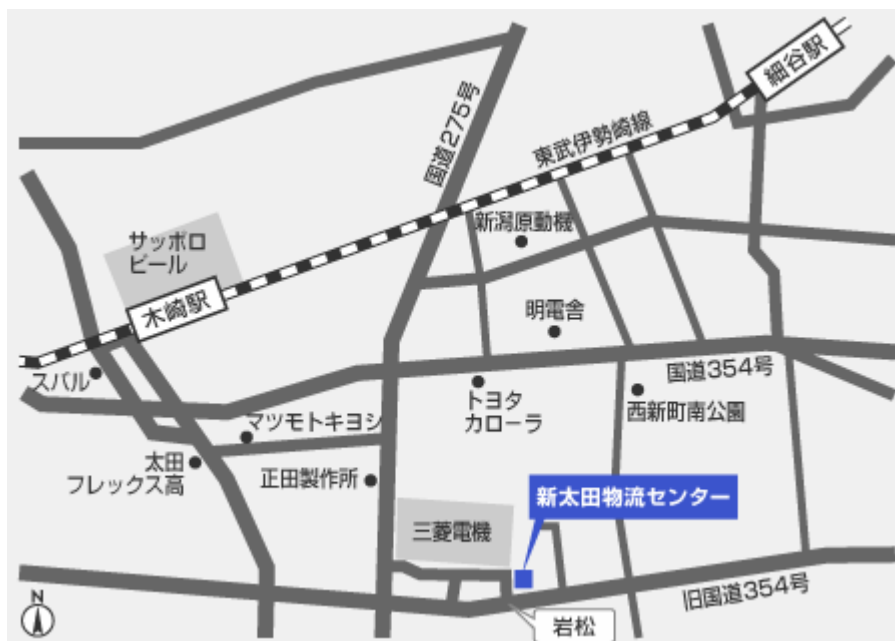 細谷駅
国道275号
東武伊勢崎線
新潟原動機
サッポロ
ビール
木崎駅
明電舎
国道354号
スバル
トヨタ
カローラ
西新町南公園
マツモトキヨシ
太田
フレックス高
正田製作所
新太田物流センター
三菱電機
旧国道354号
岩松
N